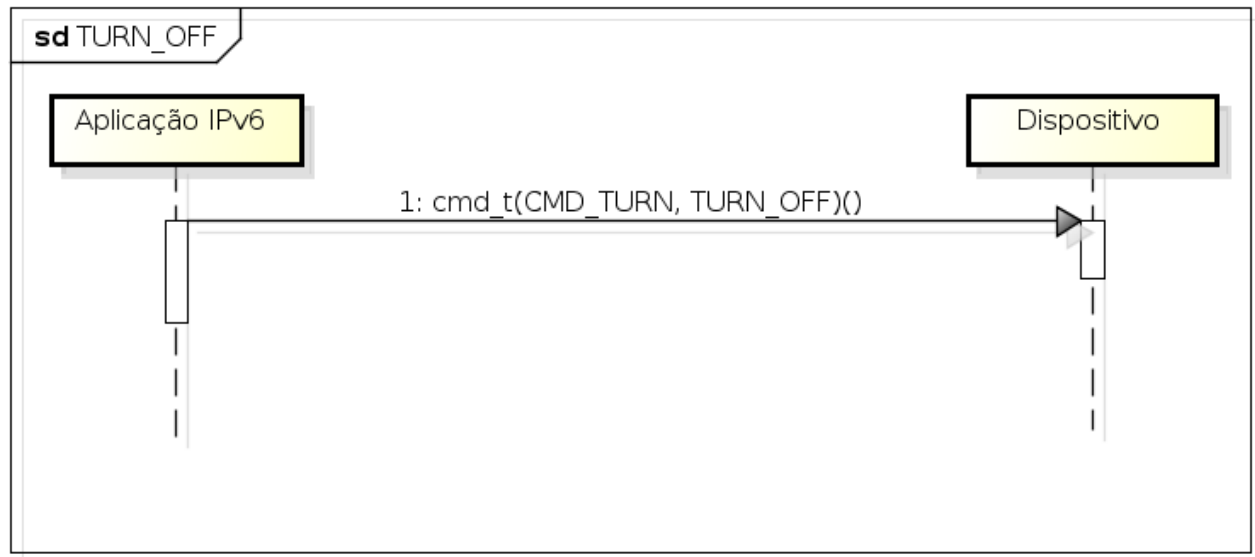 sd TURN_OFF
Aplicação IPv6
Dispositivo
1: cmd_t(CMD_TURN, TURN_OFF)()